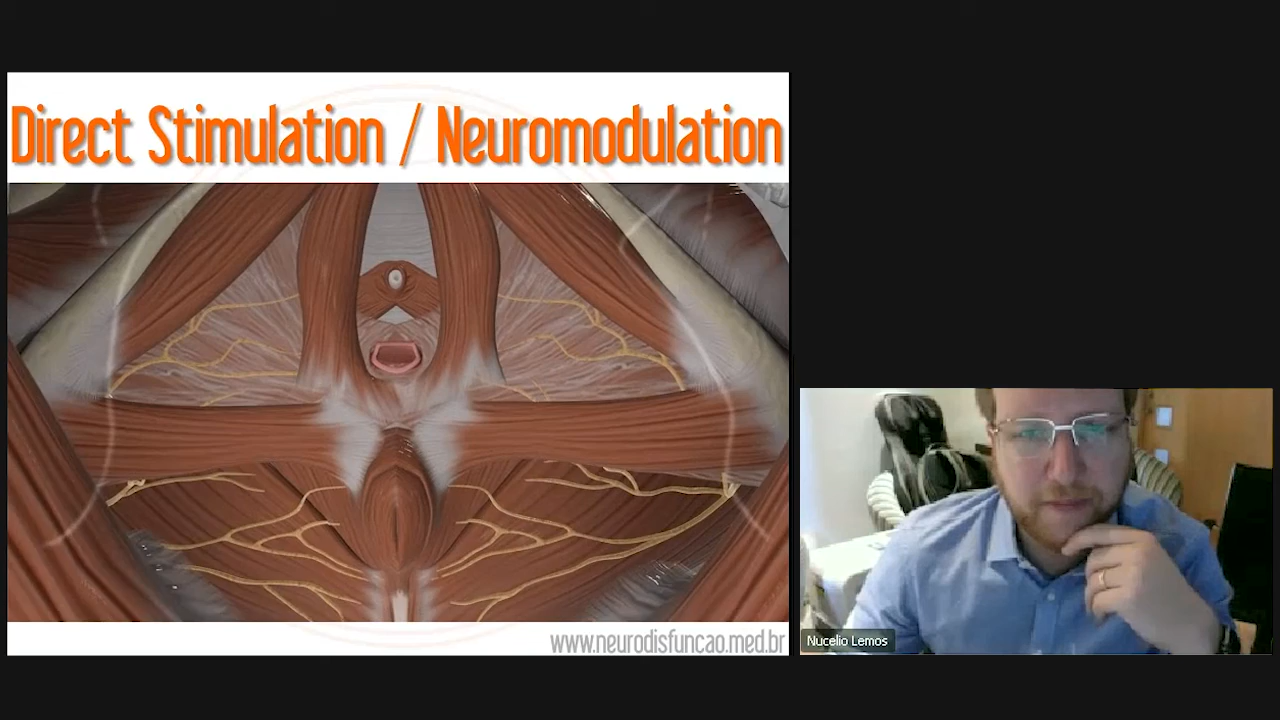 Direct Stimulation / Neuromodulation
www.neurodisfuncao.med.br
Nucelio Lemos